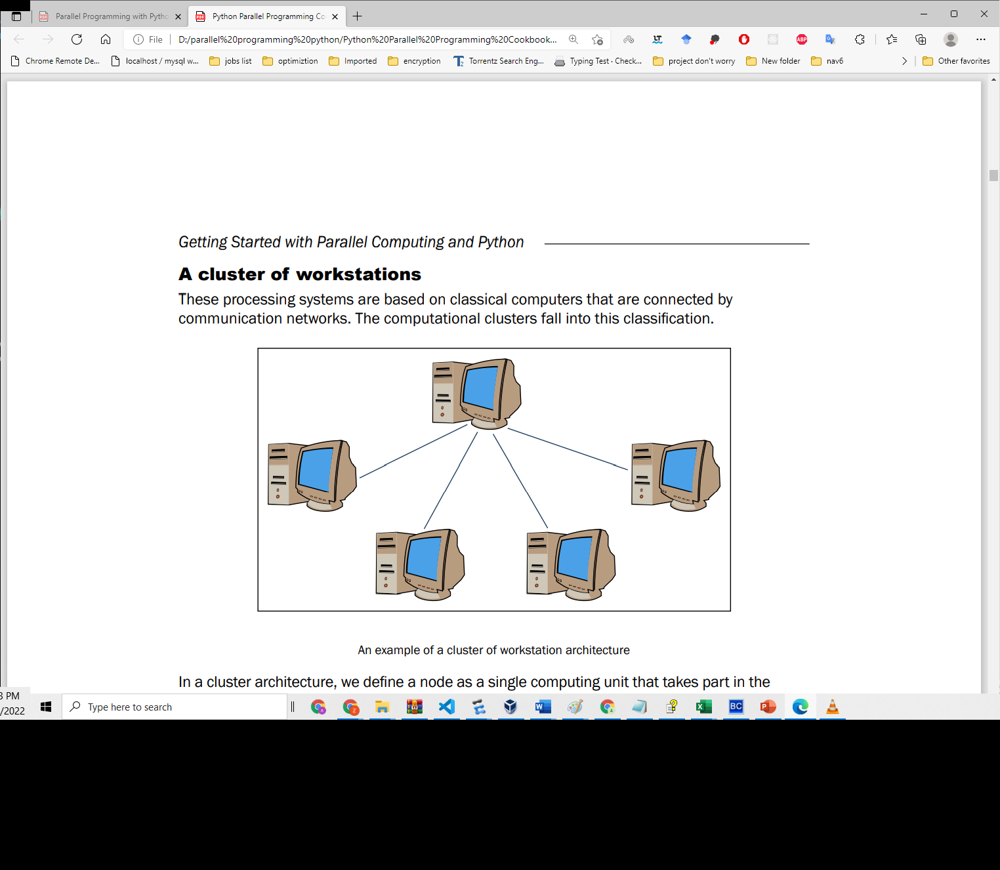 Parallel Programming with Pytho
Python Parallel Programming Co
File
D:/parallel%20programming%20python/Python%20Parallel%20Programming%20Cookbook...
LT
ABP
Chrome Remote De...
localhost / mysql w...
jobs list
optimiztion
Imported
encryption
Torrentz Search Eng...
Typing Test · Check...
project don't worry
New folder
nav6
Other favorites
Getting Started with Parallel Computing and Python
A cluster of workstations
These processing systems are based on classical computers that are connected by
communication networks. The computational clusters fall into this classification.
An example of a cluster of workstation architecture
In a cluster architecture, we define a node as a single computing unit that takes part in the
3 PM
/2022
Type here to search
BC